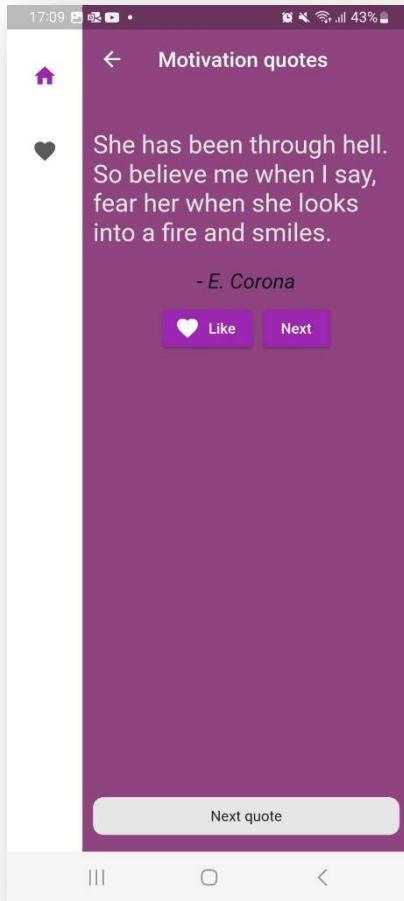 17:09
43%
Motivation quotes
She has been through hell.
So believe me when I say,
fear her when she looks
into a fire and smiles.
- E. Corona
Like
Next
Next quote